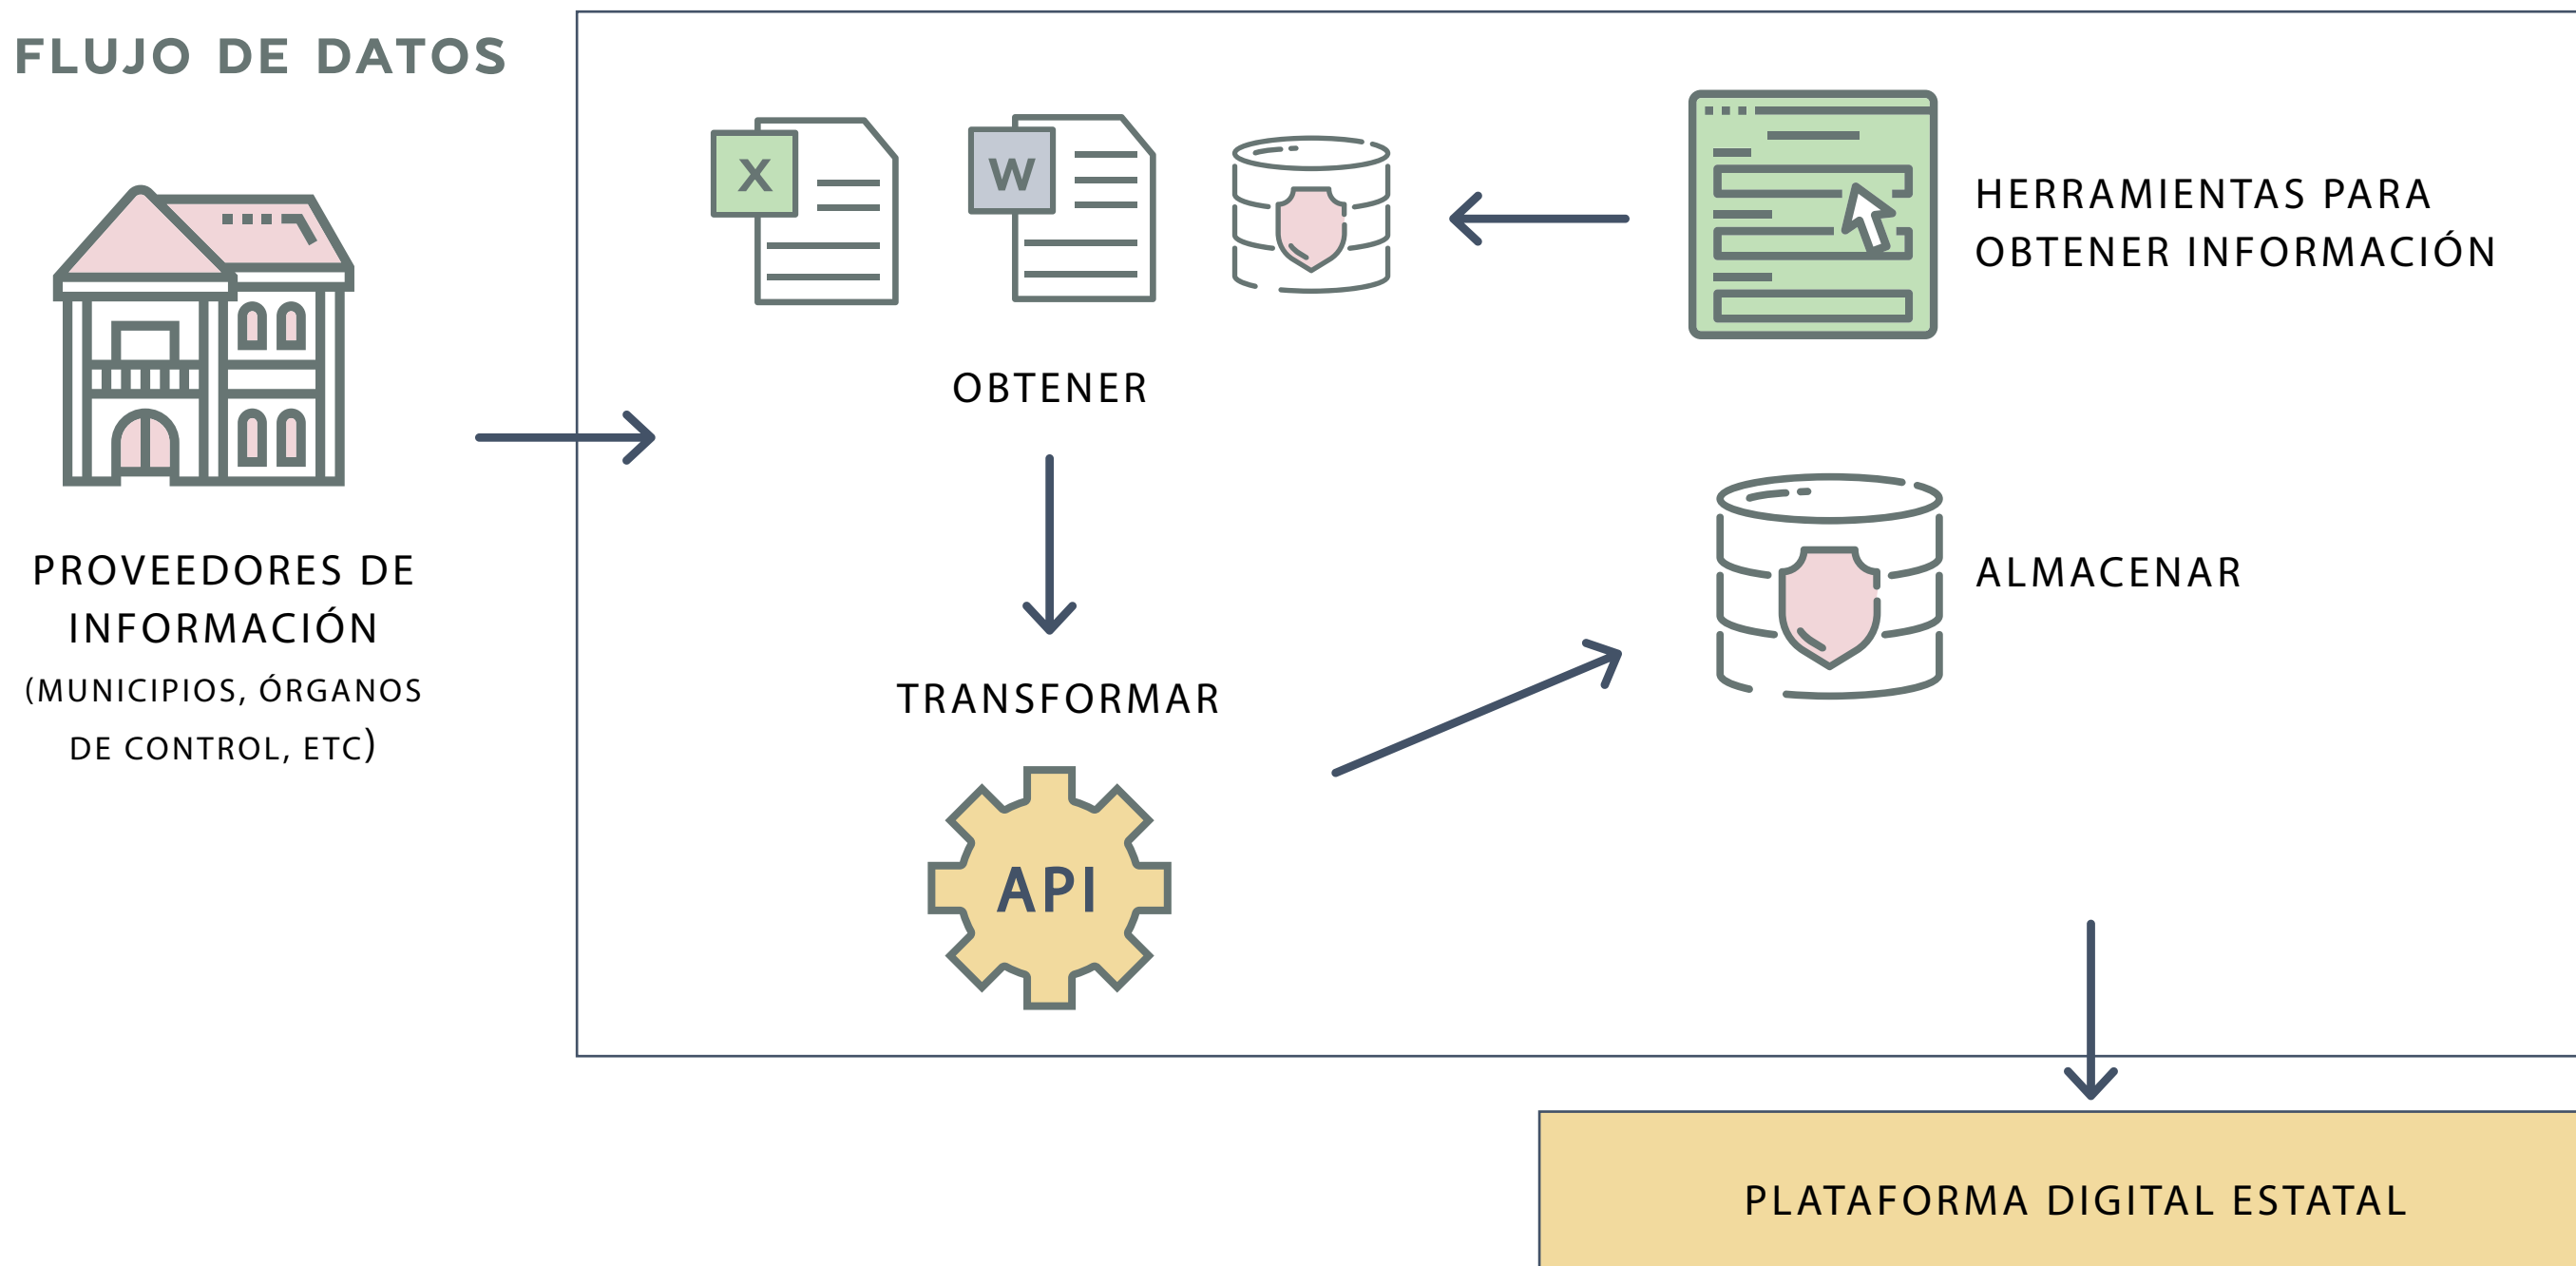 FLUJO DE DATOS
PROVEEDORES DE
INFORMACIÓN
(MUNICIPIOS, ÓRGANOS
DE CONTROL, ETC)
X
W
OBTENER
HERRAMIENTAS PARA
OBTENER INFORMACIÓN
TRANSFORMAR
API
ALMACENAR
PLATAFORMA DIGITAL ESTATAL